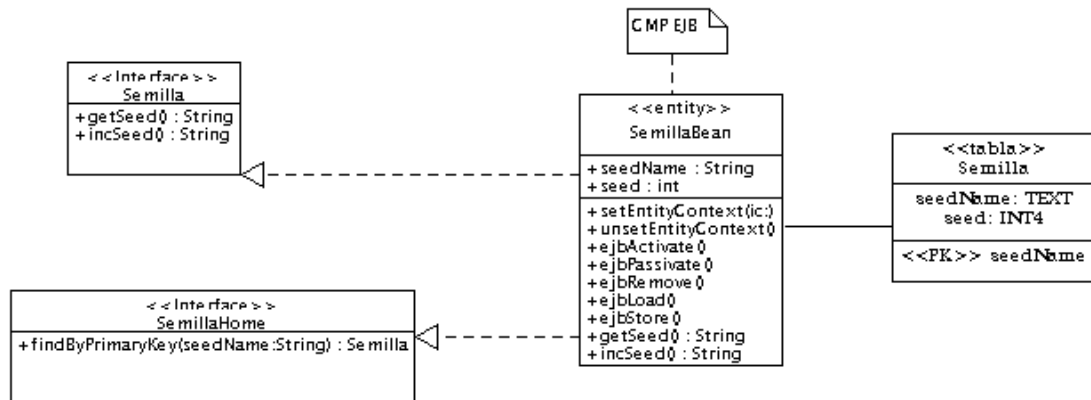 CMP EJB
<<Interface>>
Semilla
+getSeed() : String
+incSeed() : String
<<entity>>
SemillaBean
+seedName : String
+seed : int
+setEntityContext(ic:)
+unsetEntityContext()
+ejbActivate()
+ejbPassivate()
+ejbRemove()
+ejbLoad()
+ejbStore()
+getSeed() : String
+incSeed() : String
<<tabla>>
Semilla
seedName: TEXT
seed: INT4
<<PK>> seedName
<<Interface>>
SemillaHome
+findByPrimaryKey(seedName:String) : Semilla